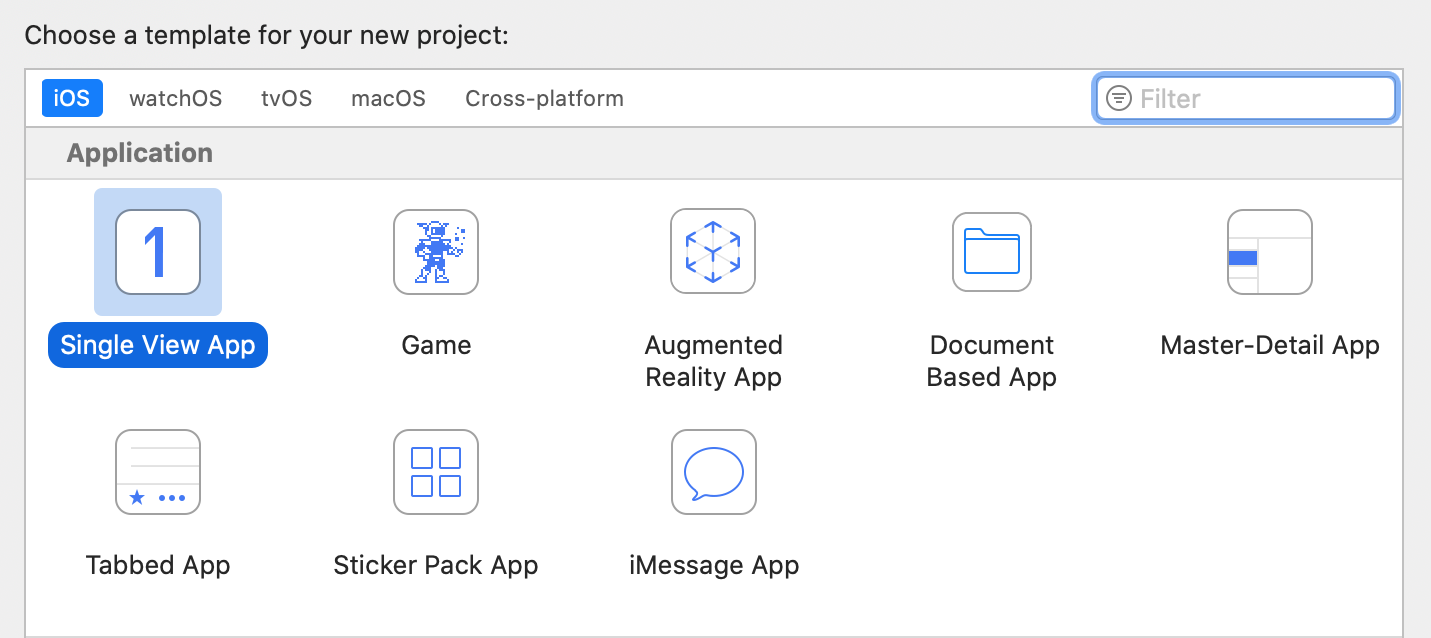 Choose a template for your new project:
iOS watchOS tvOS macOS Cross-platform Filter
Application
1
Single View App Game Augmented Reality App Document Based App Master-Detail App
Tabbed App Sticker Pack App iMessage App